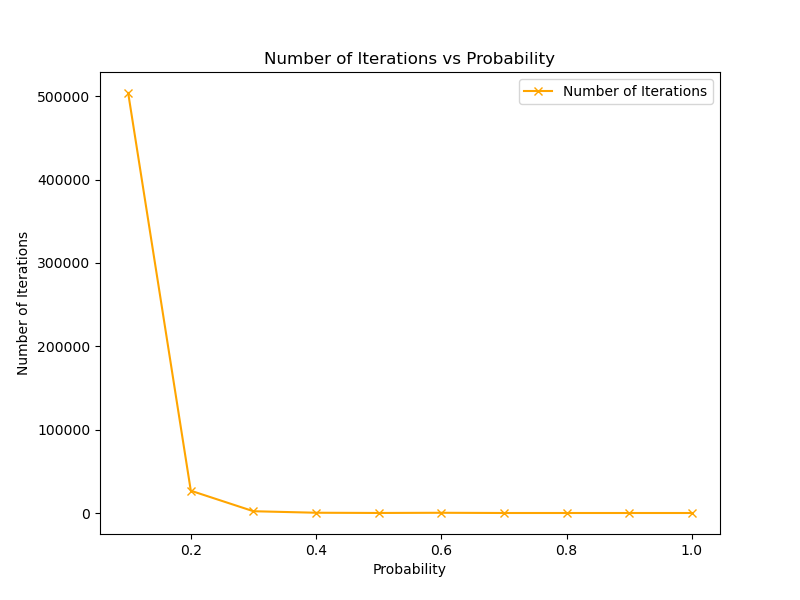 Number of Iterations vs Probability
Number of Iterations
500000
400000
300000
200000
100000
0
Number of Iterations
0.2
0.4
0.6
0.8
1.0
Probability